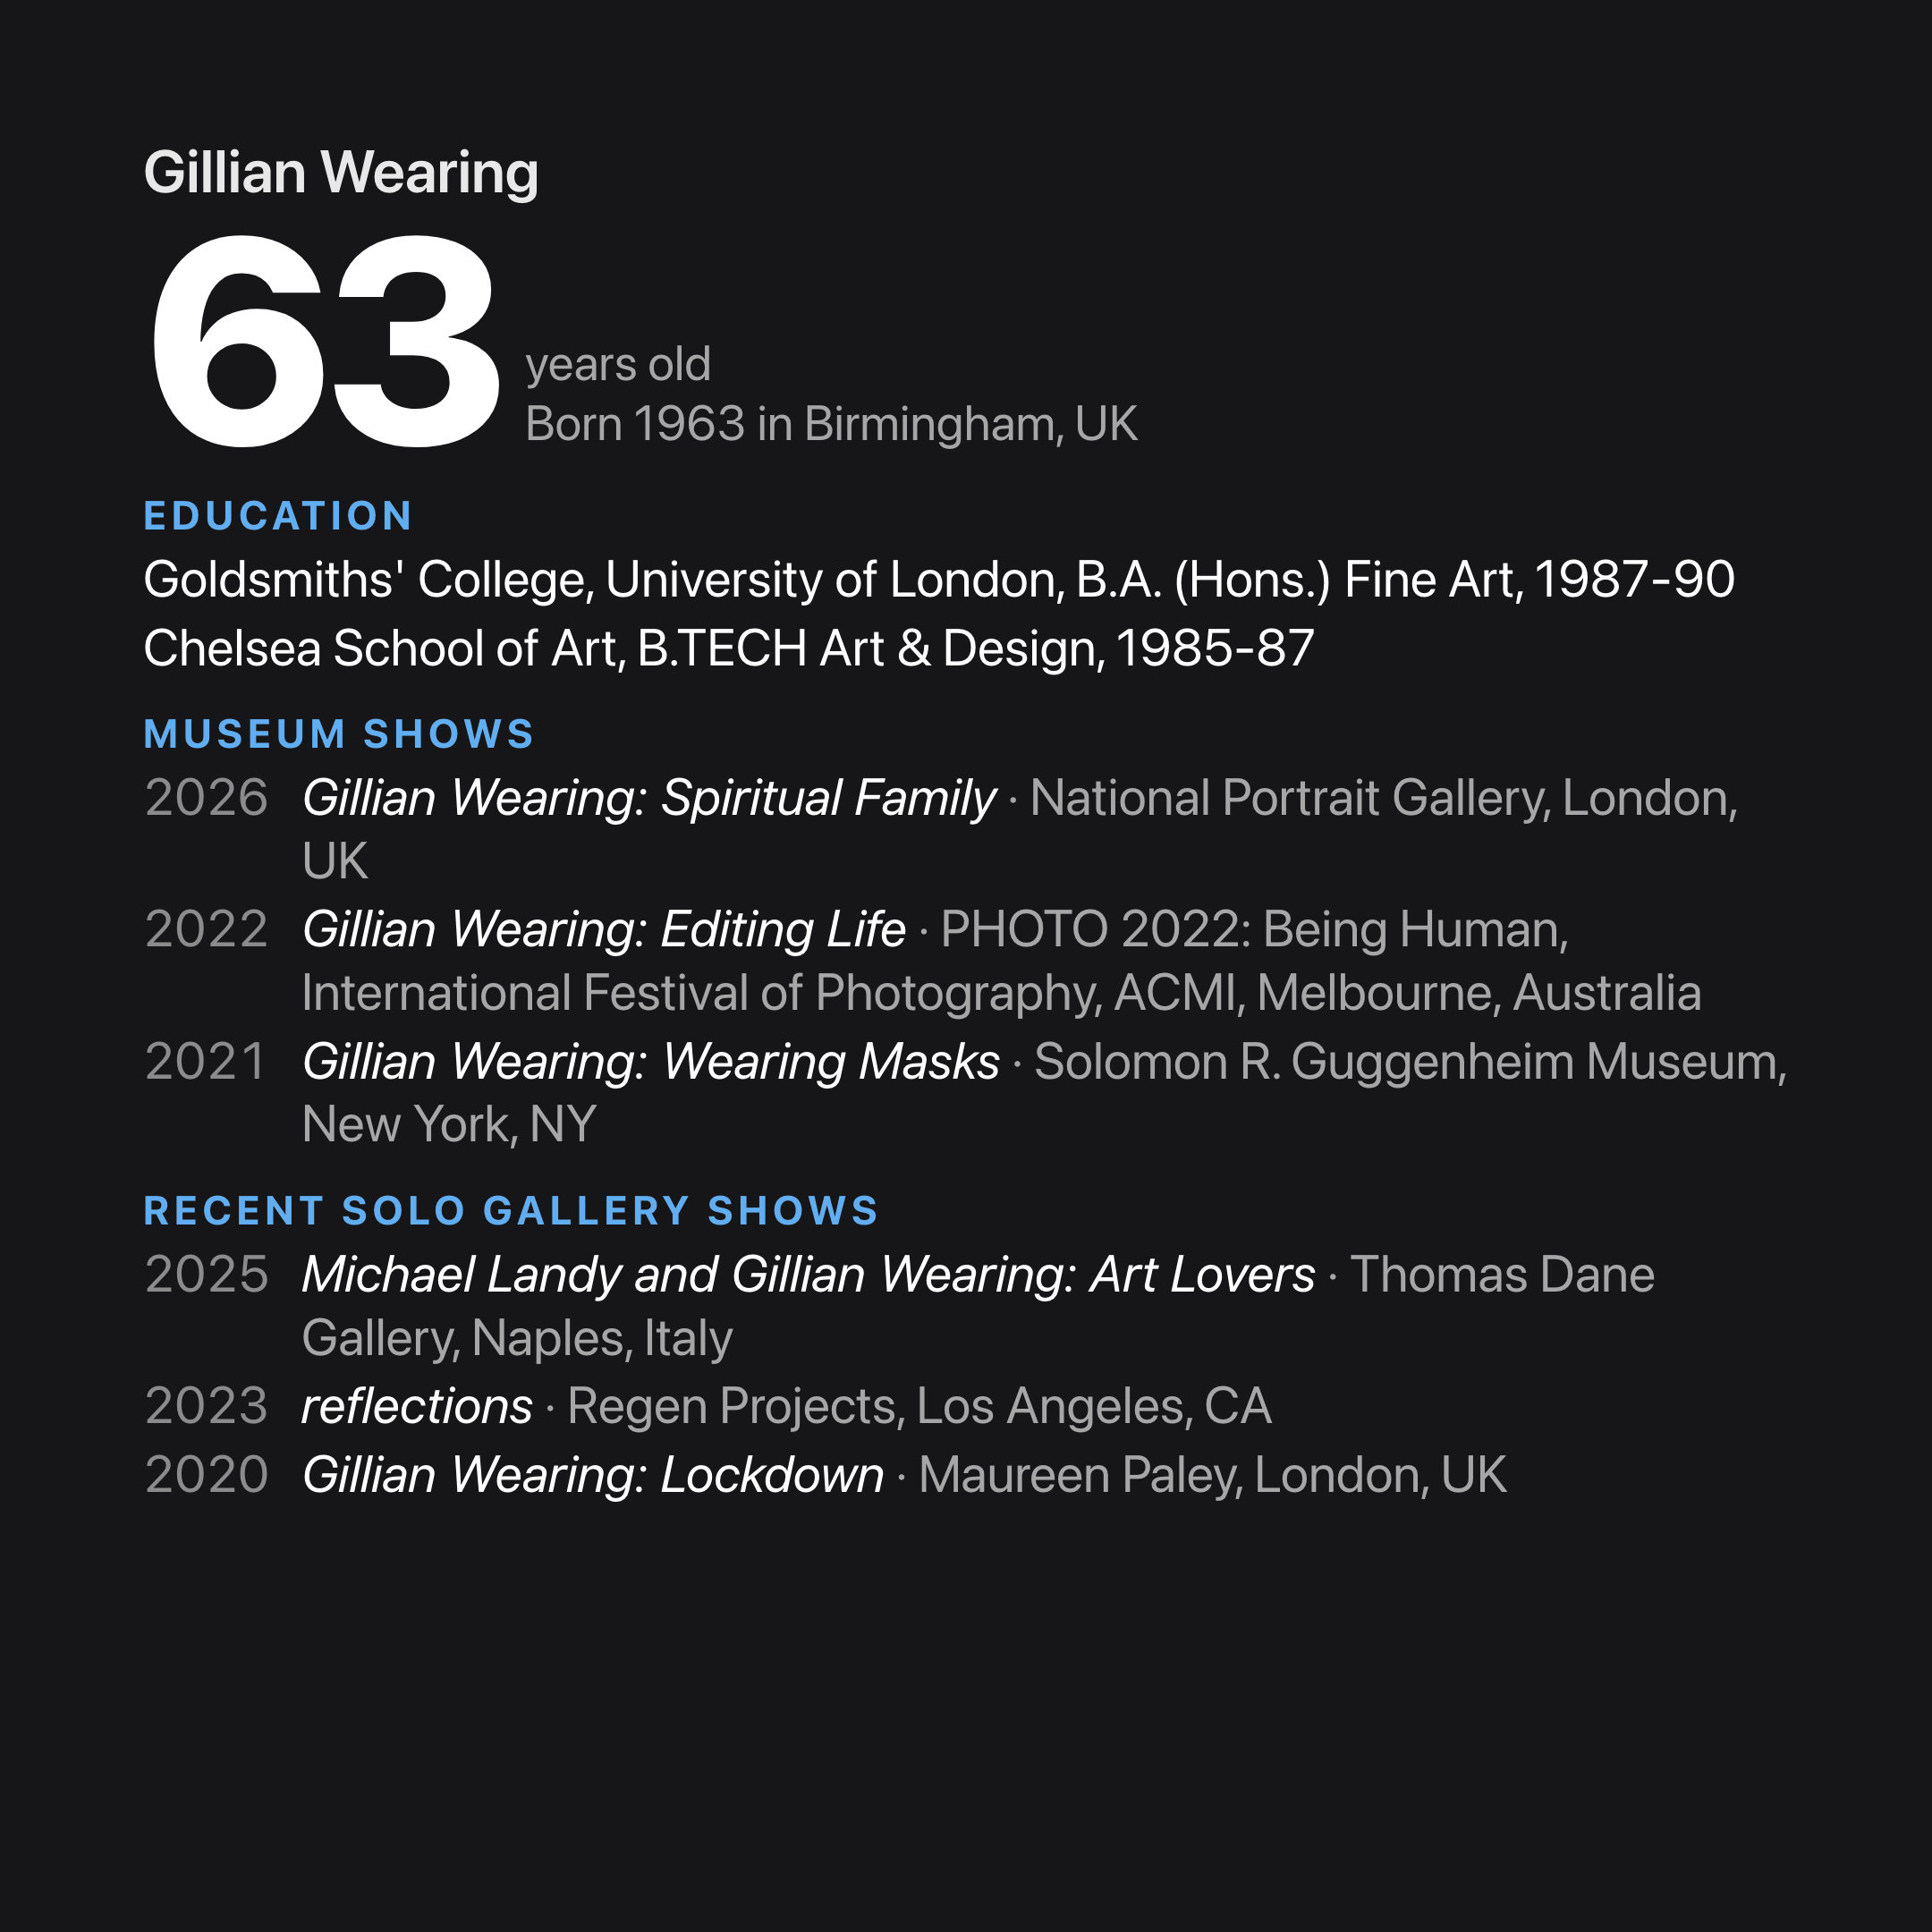 Gillian Wearing
63 years old
Born 1963 in Birmingham, UK
EDUCATION
Goldsmiths' College, University of London, B.A. (Hons.) Fine Art, 1987-90
Chelsea School of Art, B.TECH Art & Design, 1985-87
MUSEUM SHOWS
2026 Gillian Wearing: Spiritual Family · National Portrait Gallery, London,
UK
2022 Gillian Wearing: Editing Life · PHOTO 2022: Being Human,
International Festival of Photography, ACMI, Melbourne, Australia
2021 Gillian Wearing: Wearing Masks · Solomon R. Guggenheim Museum,
New York, NY
RECENT SOLO GALLERY SHOWS
2025 Michael Landy and Gillian Wearing: Art Lovers · Thomas Dane
Gallery, Naples, Italy
2023 reflections · Regen Projects, Los Angeles, CA
2020 Gillian Wearing: Lockdown · Maureen Paley, London, UK